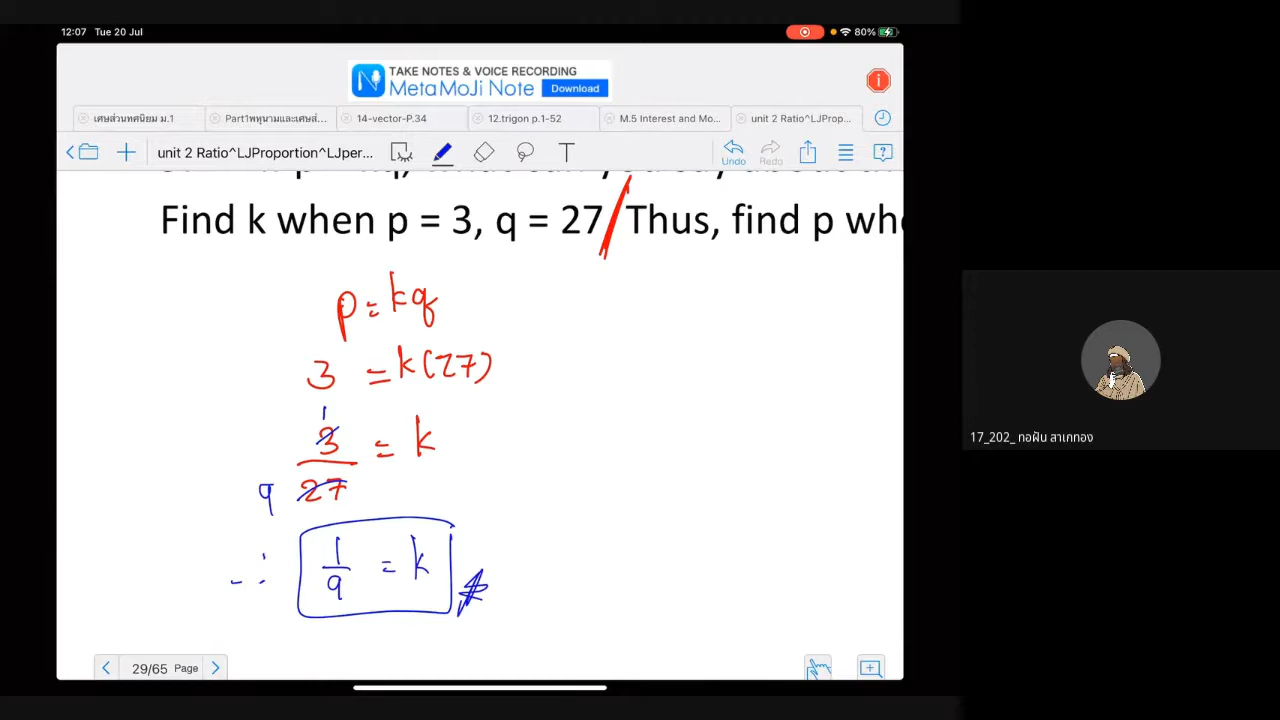 12:07 Tue 20 Jul
80%
TAKE NOTES & VOICE RECORDING
MetaMoJi Note Download
เศษส่วนทศนิยม ม.1 Part1พหุนามและเศษส่... 14-vector-P.34 12.trigon p.1-52 M.5 Interest and Mo... unit 2 Ratio^LJPropo...
unit 2 Ratio^LJProportion^LJper... T Undo Redo
Find k when p = 3, q = 27 Thus, find p whe
p = kq
3 = k(27)
1
3
27
= k
9
∴ 1/9 = k
17_202_ ทอฝัน สาเกทอง
29/65 Page